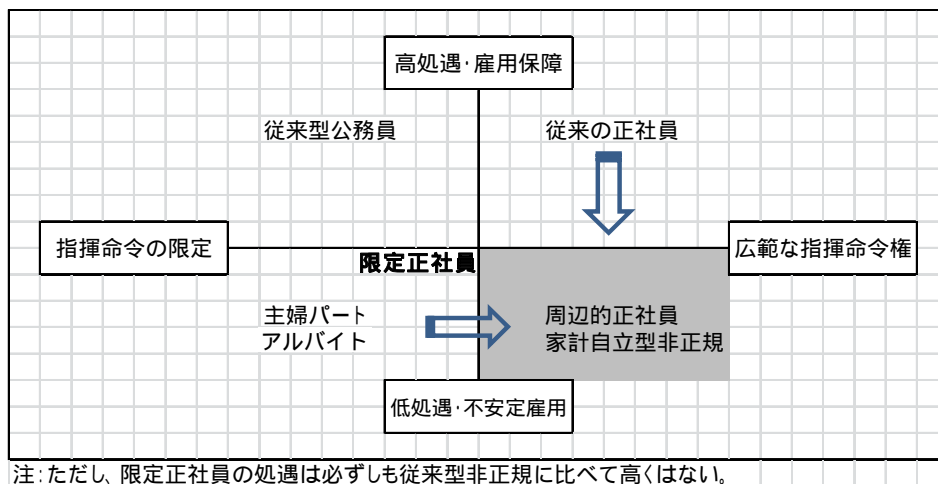 高処遇・雇用保障
従来型公務員
従来の正社員
指揮命令の限定
広範な指揮命令権
限定正社員
主婦パート
アルバイト
周辺的正社員
家計自立型非正規
低処遇・不安定雇用
注:ただし、限定正社員の処遇は必ずしも従来型非正規に比べて高くはない。